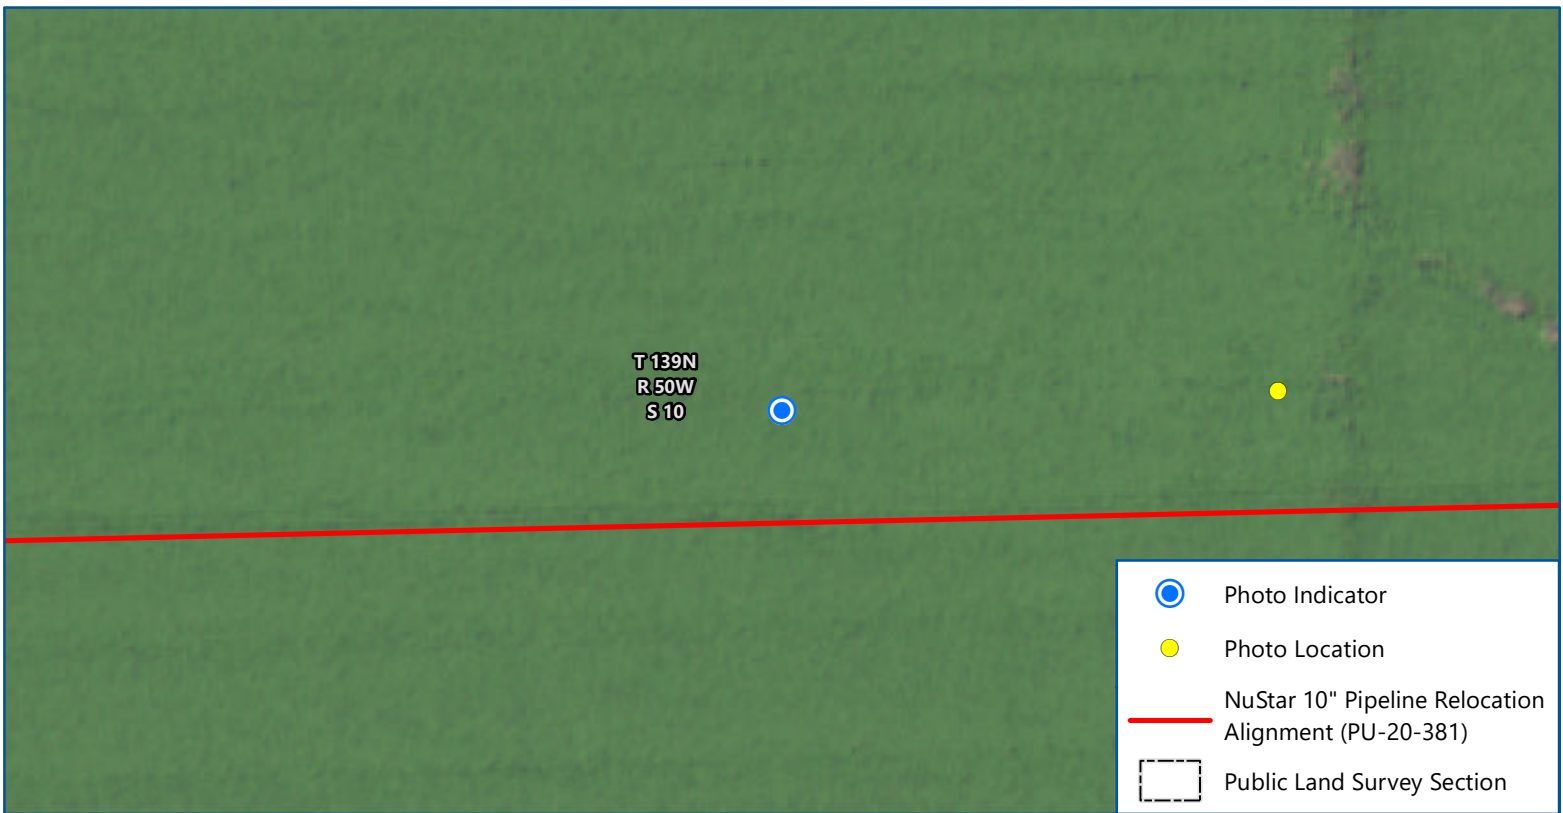 T 139N
R 50W
S 10
Photo Indicator
Photo Location
NuStar 10" Pipeline Relocation
Alignment (PU-20-381)
Public Land Survey Section